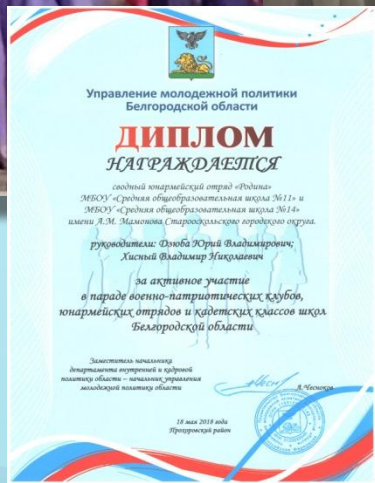 Управление молодежной политики
Белгородской области
ДИПЛОМ
НАГРАЖДАЕТСЯ
сводный юнармейский отряд «Родина»
МБОУ «Средняя общеобразовательная школа №11» и
МБОУ «Средняя общеобразовательная школа №14»
имени А.М. Мамонова Старооскольского городского округа.
руководители: Дзюба Юрий Владимирович;
Хисный Владимир Николаевич
за активное участие
в параде военно-патриотических клубов,
юнармейских отрядов и кадетских классов школ
Белгородской области
Заместитель начальника
департамента внутренней и кадровой
политики области – начальник управления
молодежной политики области
А.Чесноков
18 мая 2018 года
Прохоровский район